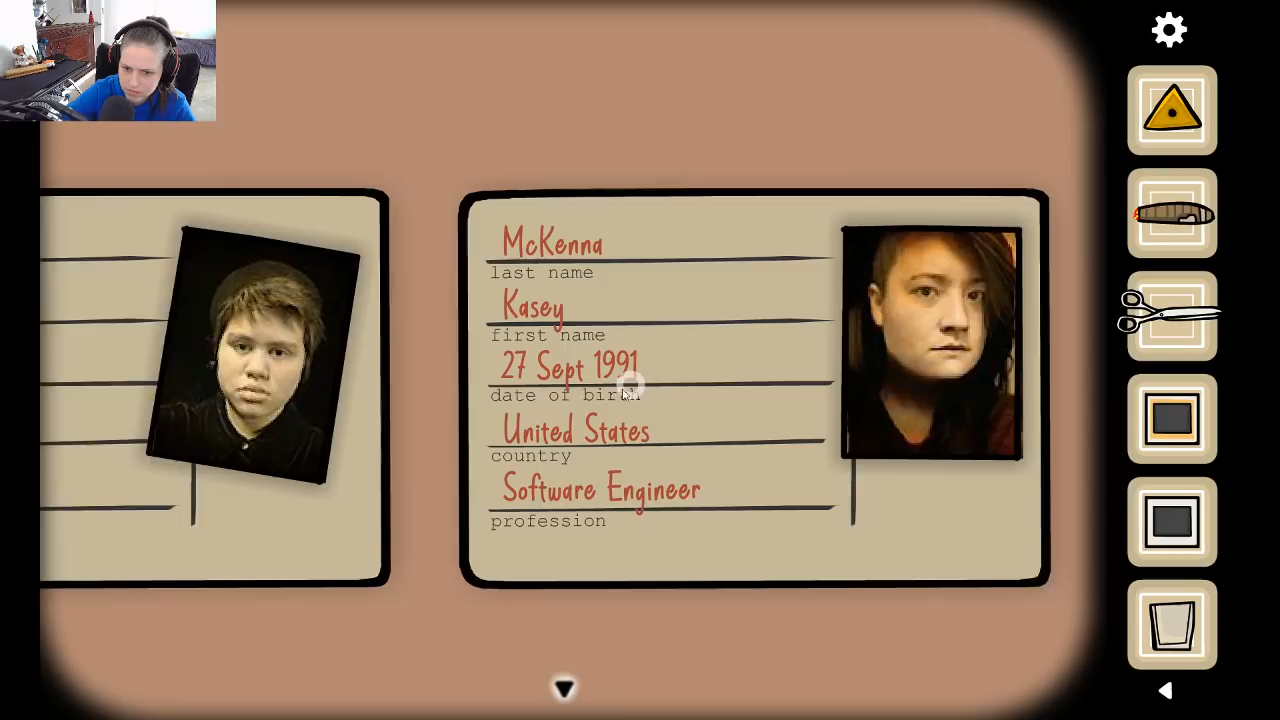 McKenna
last name
Kasey
first name
27 Sept 1991
date of birth
United States
country
Software Engineer
profession